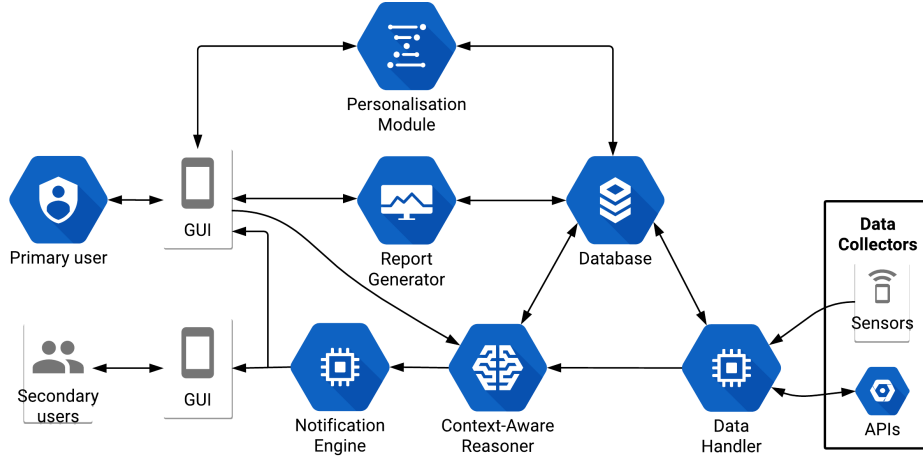 Personalisation
Module
GUI
Primary user
Report
Generator
Database
Data
Collectors
Sensors
APIs
Secondary
users
GUI
Notification
Engine
Context-Aware
Reasoner
Data
Handler